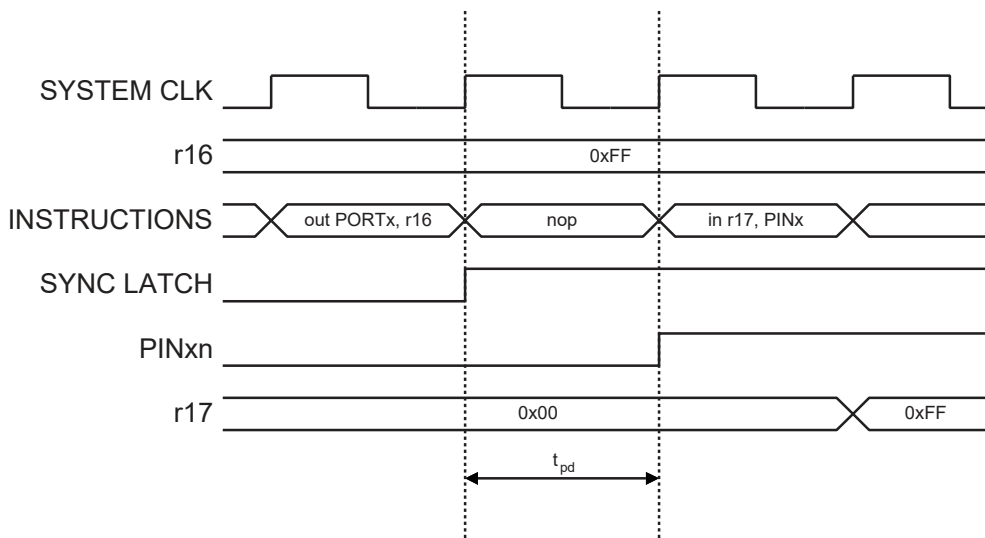 SYSTEM CLK
r16
0xFF
INSTRUCTIONS
out PORTx, r16
nop
in r17, PINx
SYNC LATCH
PINxn
r17
0x00
0xFF
tpd